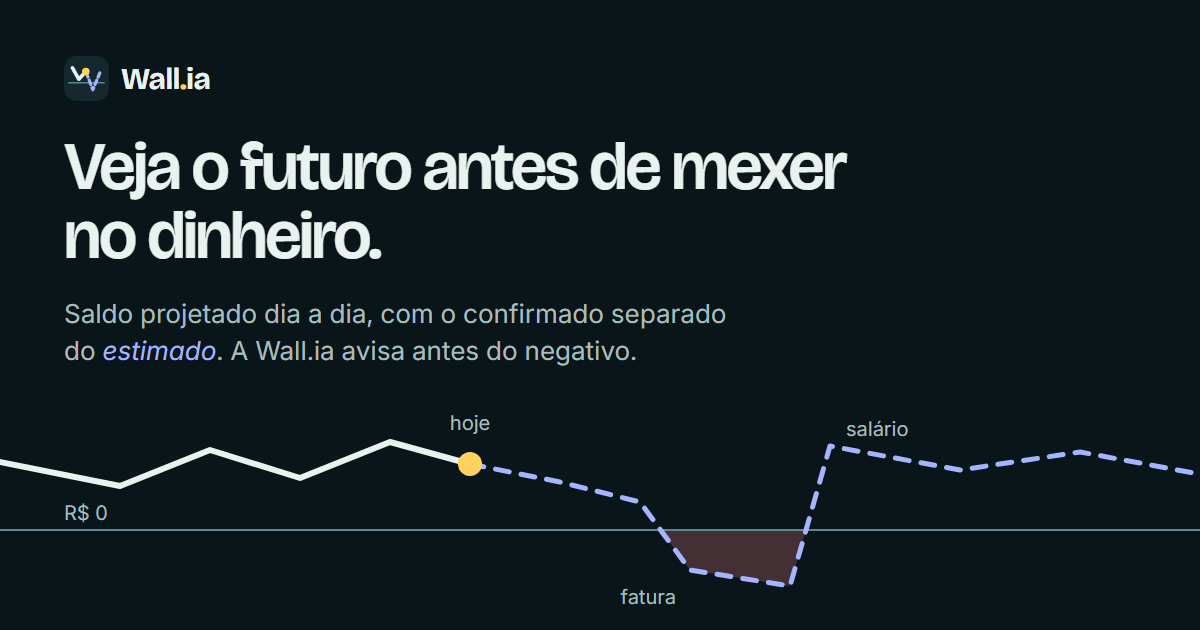 Wall.ia
Veja o futuro antes de mexer
no dinheiro.
Saldo projetado dia a dia, com o confirmado separado
do estimado. A Wall.ia avisa antes do negativo.
hoje
salário
R$ 0
fatura